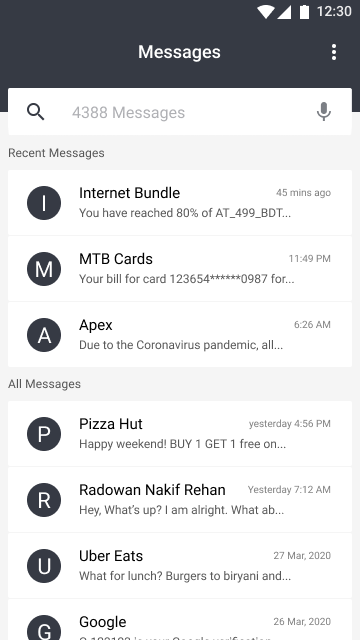 12:30
Messages
4388 Messages
Recent Messages
I
Internet Bundle
45 mins ago
You have reached 80% of AT_499_BDT...
M
MTB Cards
11:49 PM
Your bill for card 123654******0987 for...
A
Apex
6:26 AM
Due to the Coronavirus pandemic, all...
All Messages
P
Pizza Hut
yesterday 4:56 PM
Happy weekend! BUY 1 GET 1 free on...
R
Radowan Nakif Rehan
Yesterday 7:12 AM
Hey, What's up? I am alright. What ab...
U
Uber Eats
27 Mar, 2020
What for lunch? Burgers to biryani and...
G
Google
26 Mar, 2020